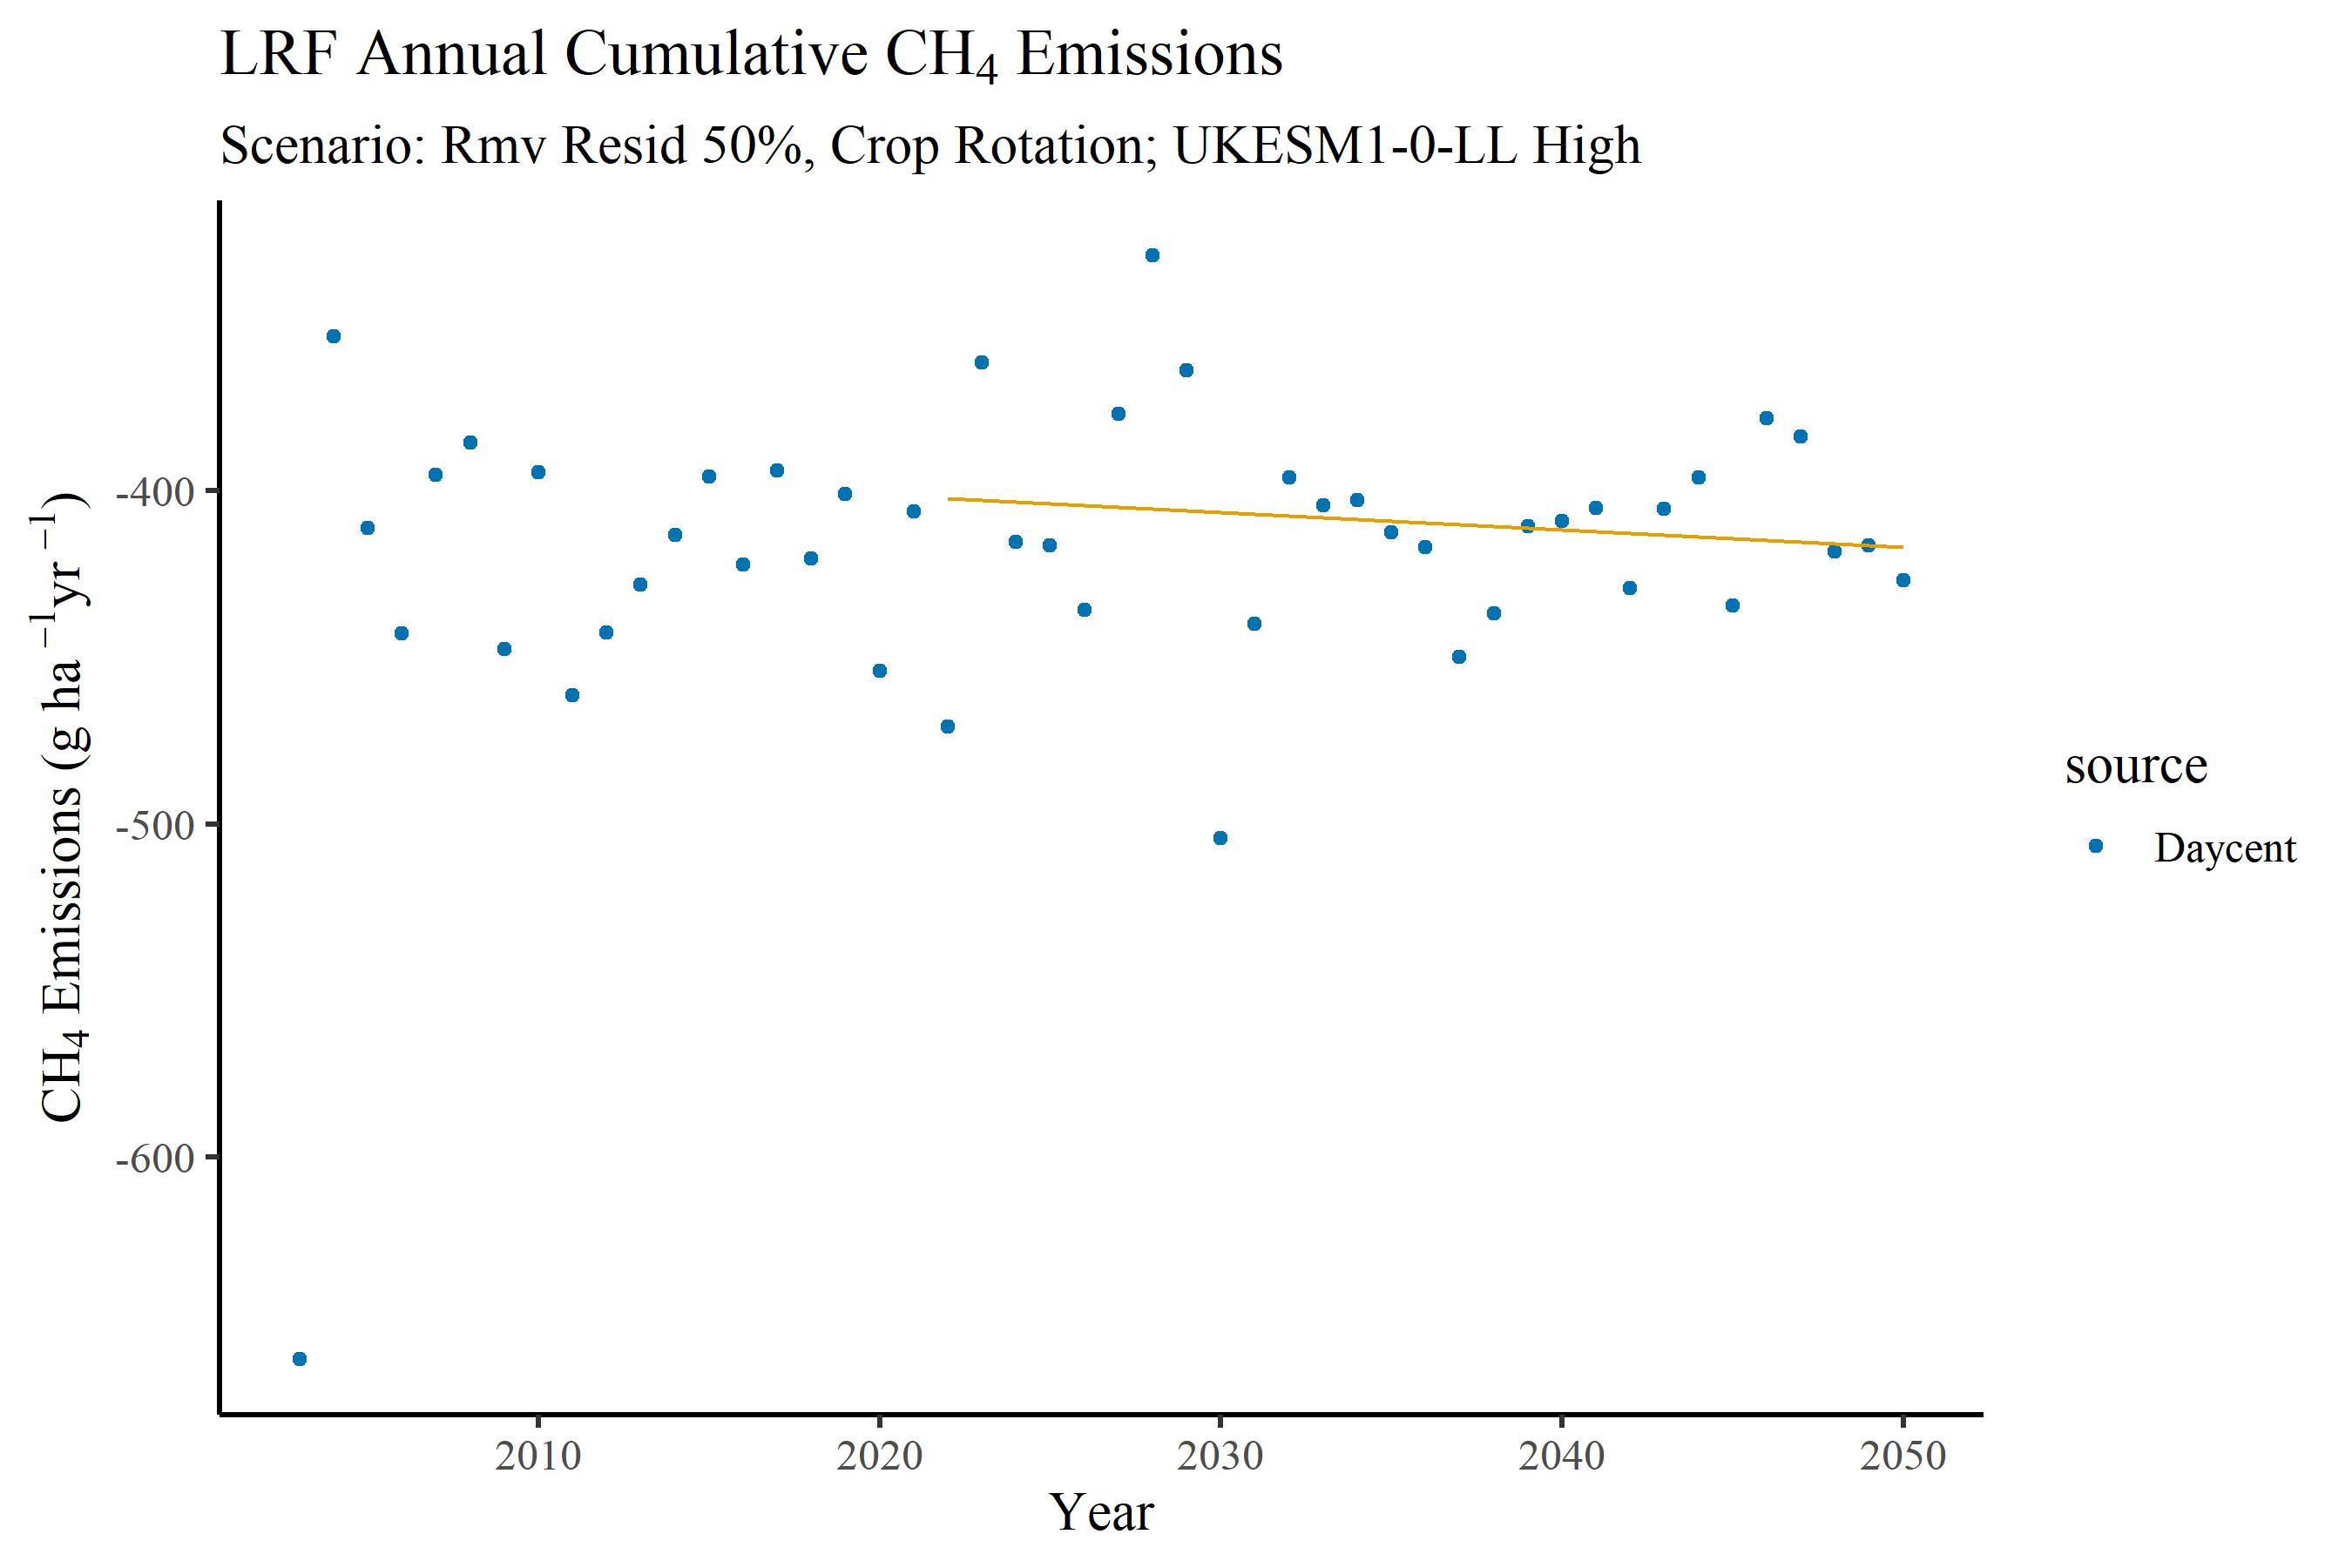 LRF Annual Cumulative CH₄ Emissions
Scenario: Rmv Resid 50%, Crop Rotation; UKESM1-0-LL High
CH₄ Emissions (g ha ⁻¹yr ⁻¹)
-400
-500
-600
source
Daycent
2010 2020 2030 2040 2050
Year